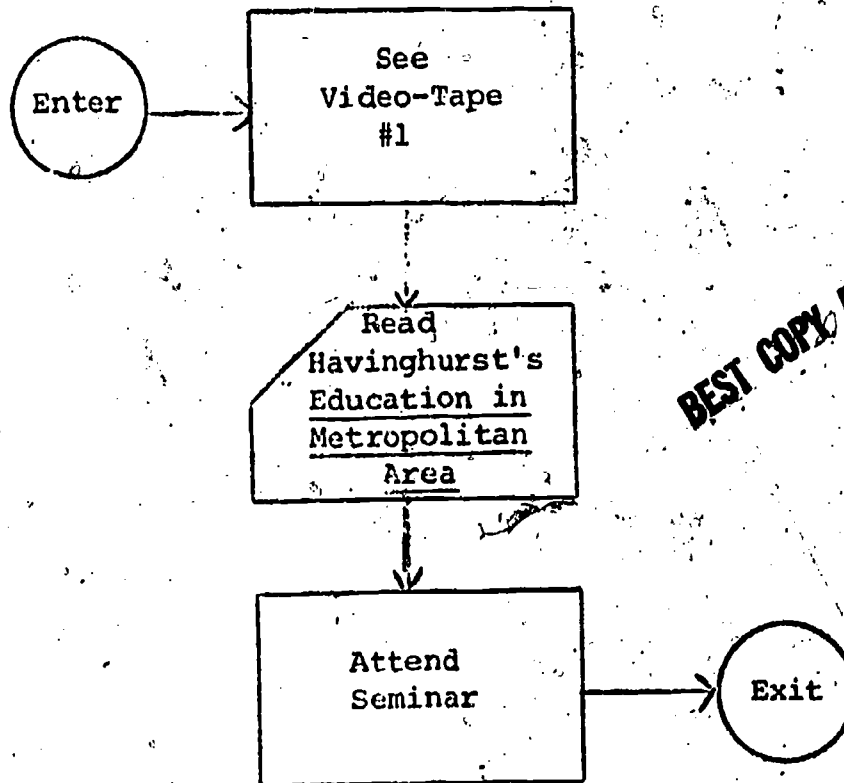 Enter
See
Video-Tape
#1
Read
Havinghurst's
Education in
Metropolitan
Area
BEST COPY
Attend
Seminar
Exit